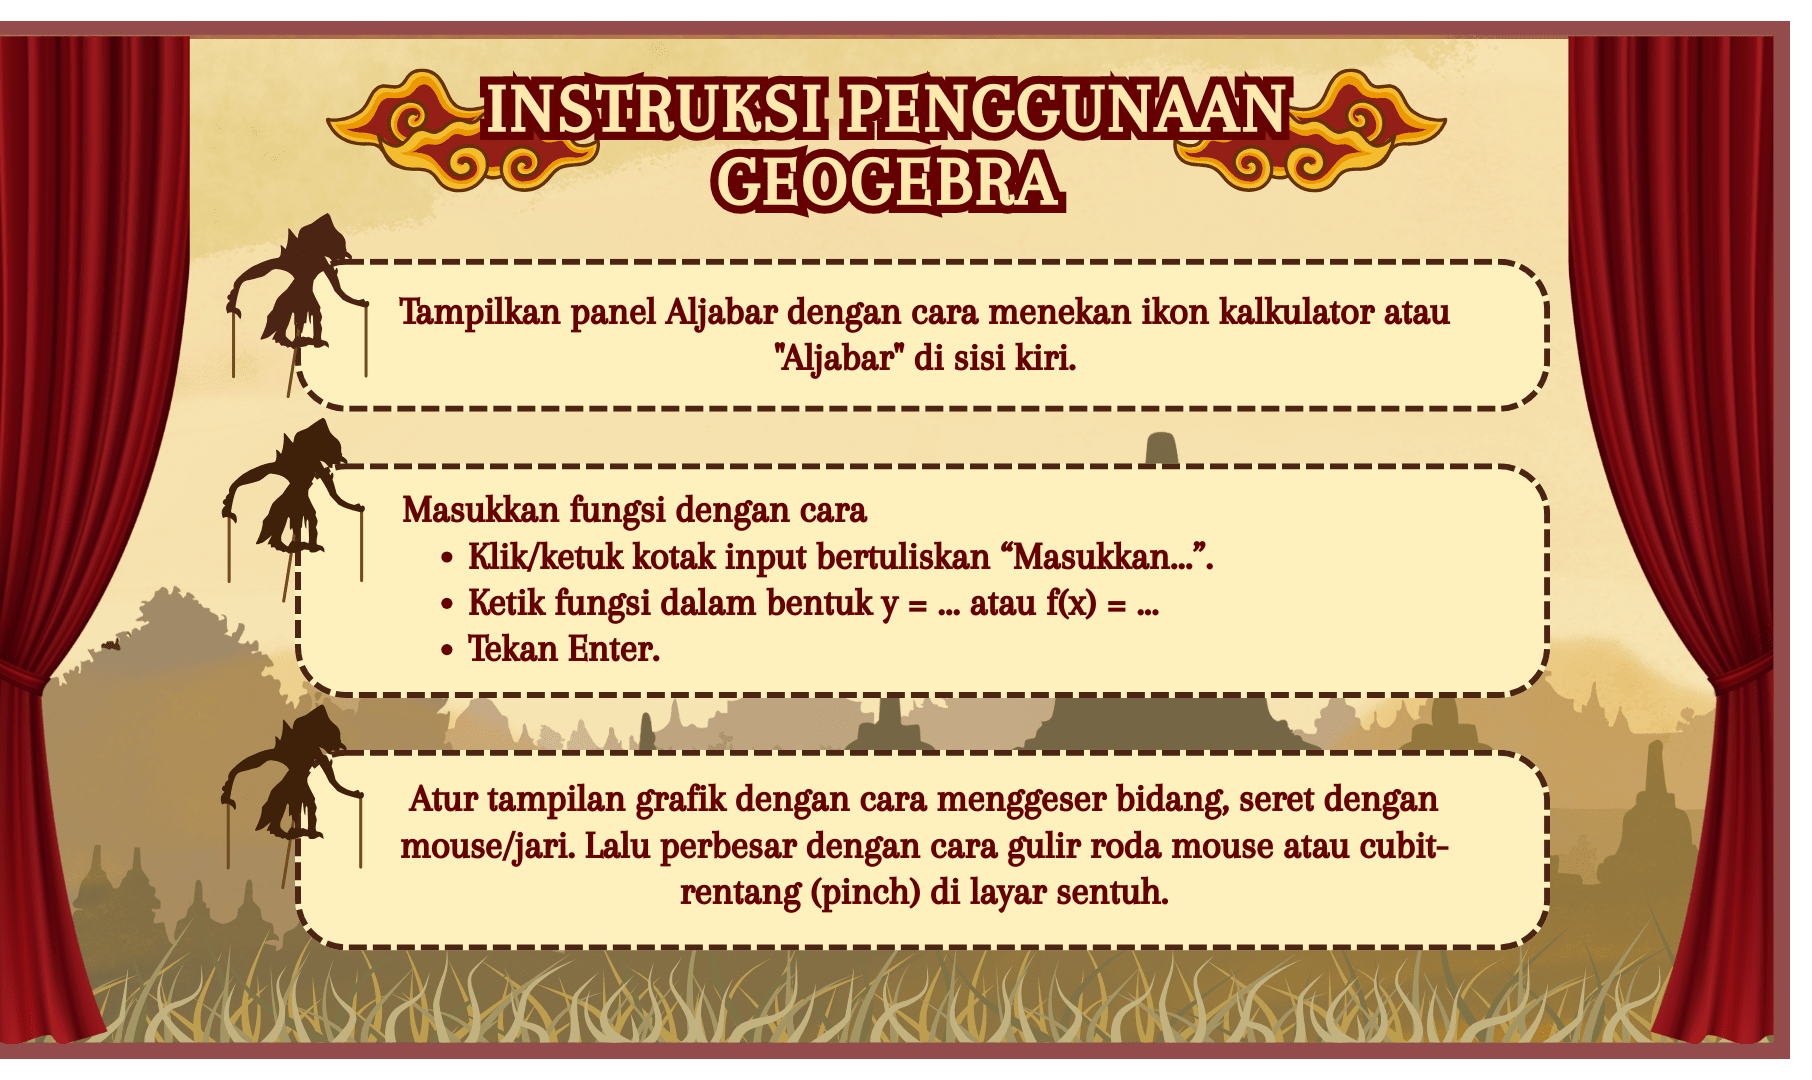 INSTRUKSI PENGGUNAAN
GEOGEBRA
Tampilkan panel Aljabar dengan cara menekan ikon kalkulator atau
"Aljabar" di sisi kiri.
Masukkan fungsi dengan cara
• Klik/ketuk kotak input bertuliskan “Masukkan...”.
• Ketik fungsi dalam bentuk y = ... atau f(x) = ...
• Tekan Enter.
Atur tampilan grafik dengan cara menggeser bidang, seret dengan
mouse/jari. Lalu perbesar dengan cara gulir roda mouse atau cubit-
rentang (pinch) di layar sentuh.